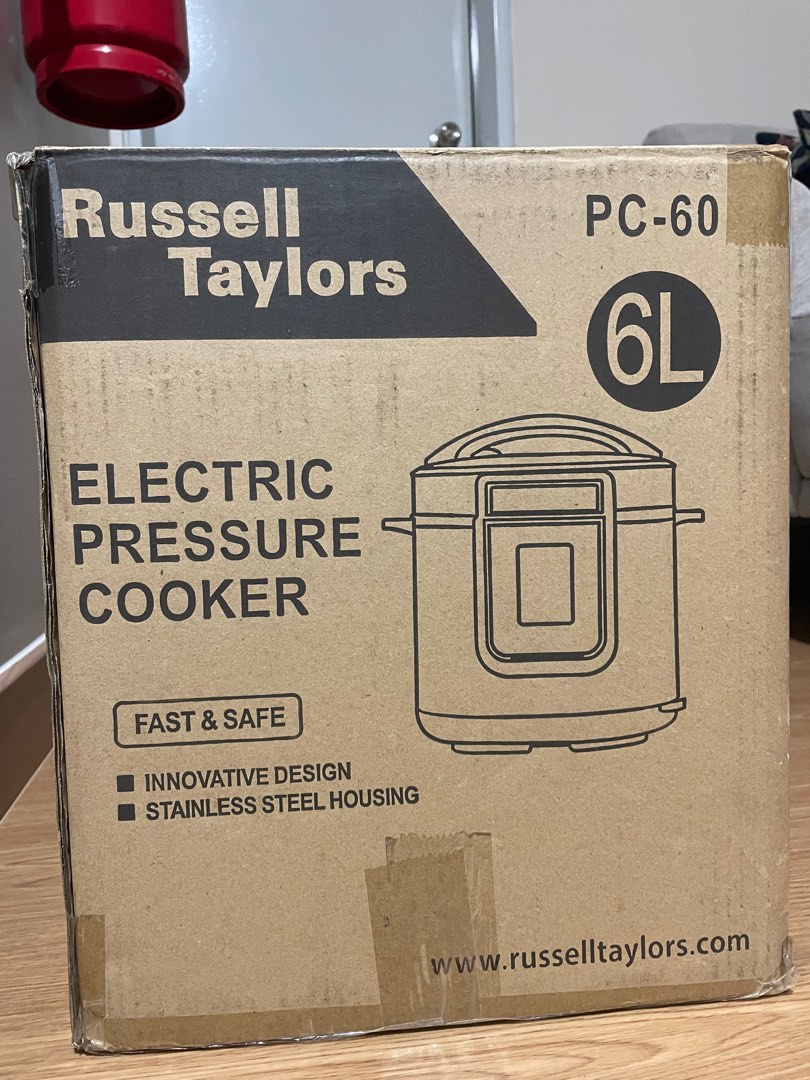 Russell
Taylors
PC-60
6L
ELECTRIC
PRESSURE
COOKER
FAST & SAFE
■ INNOVATIVE DESIGN
■ STAINLESS STEEL HOUSING
www.russelltaylors.com